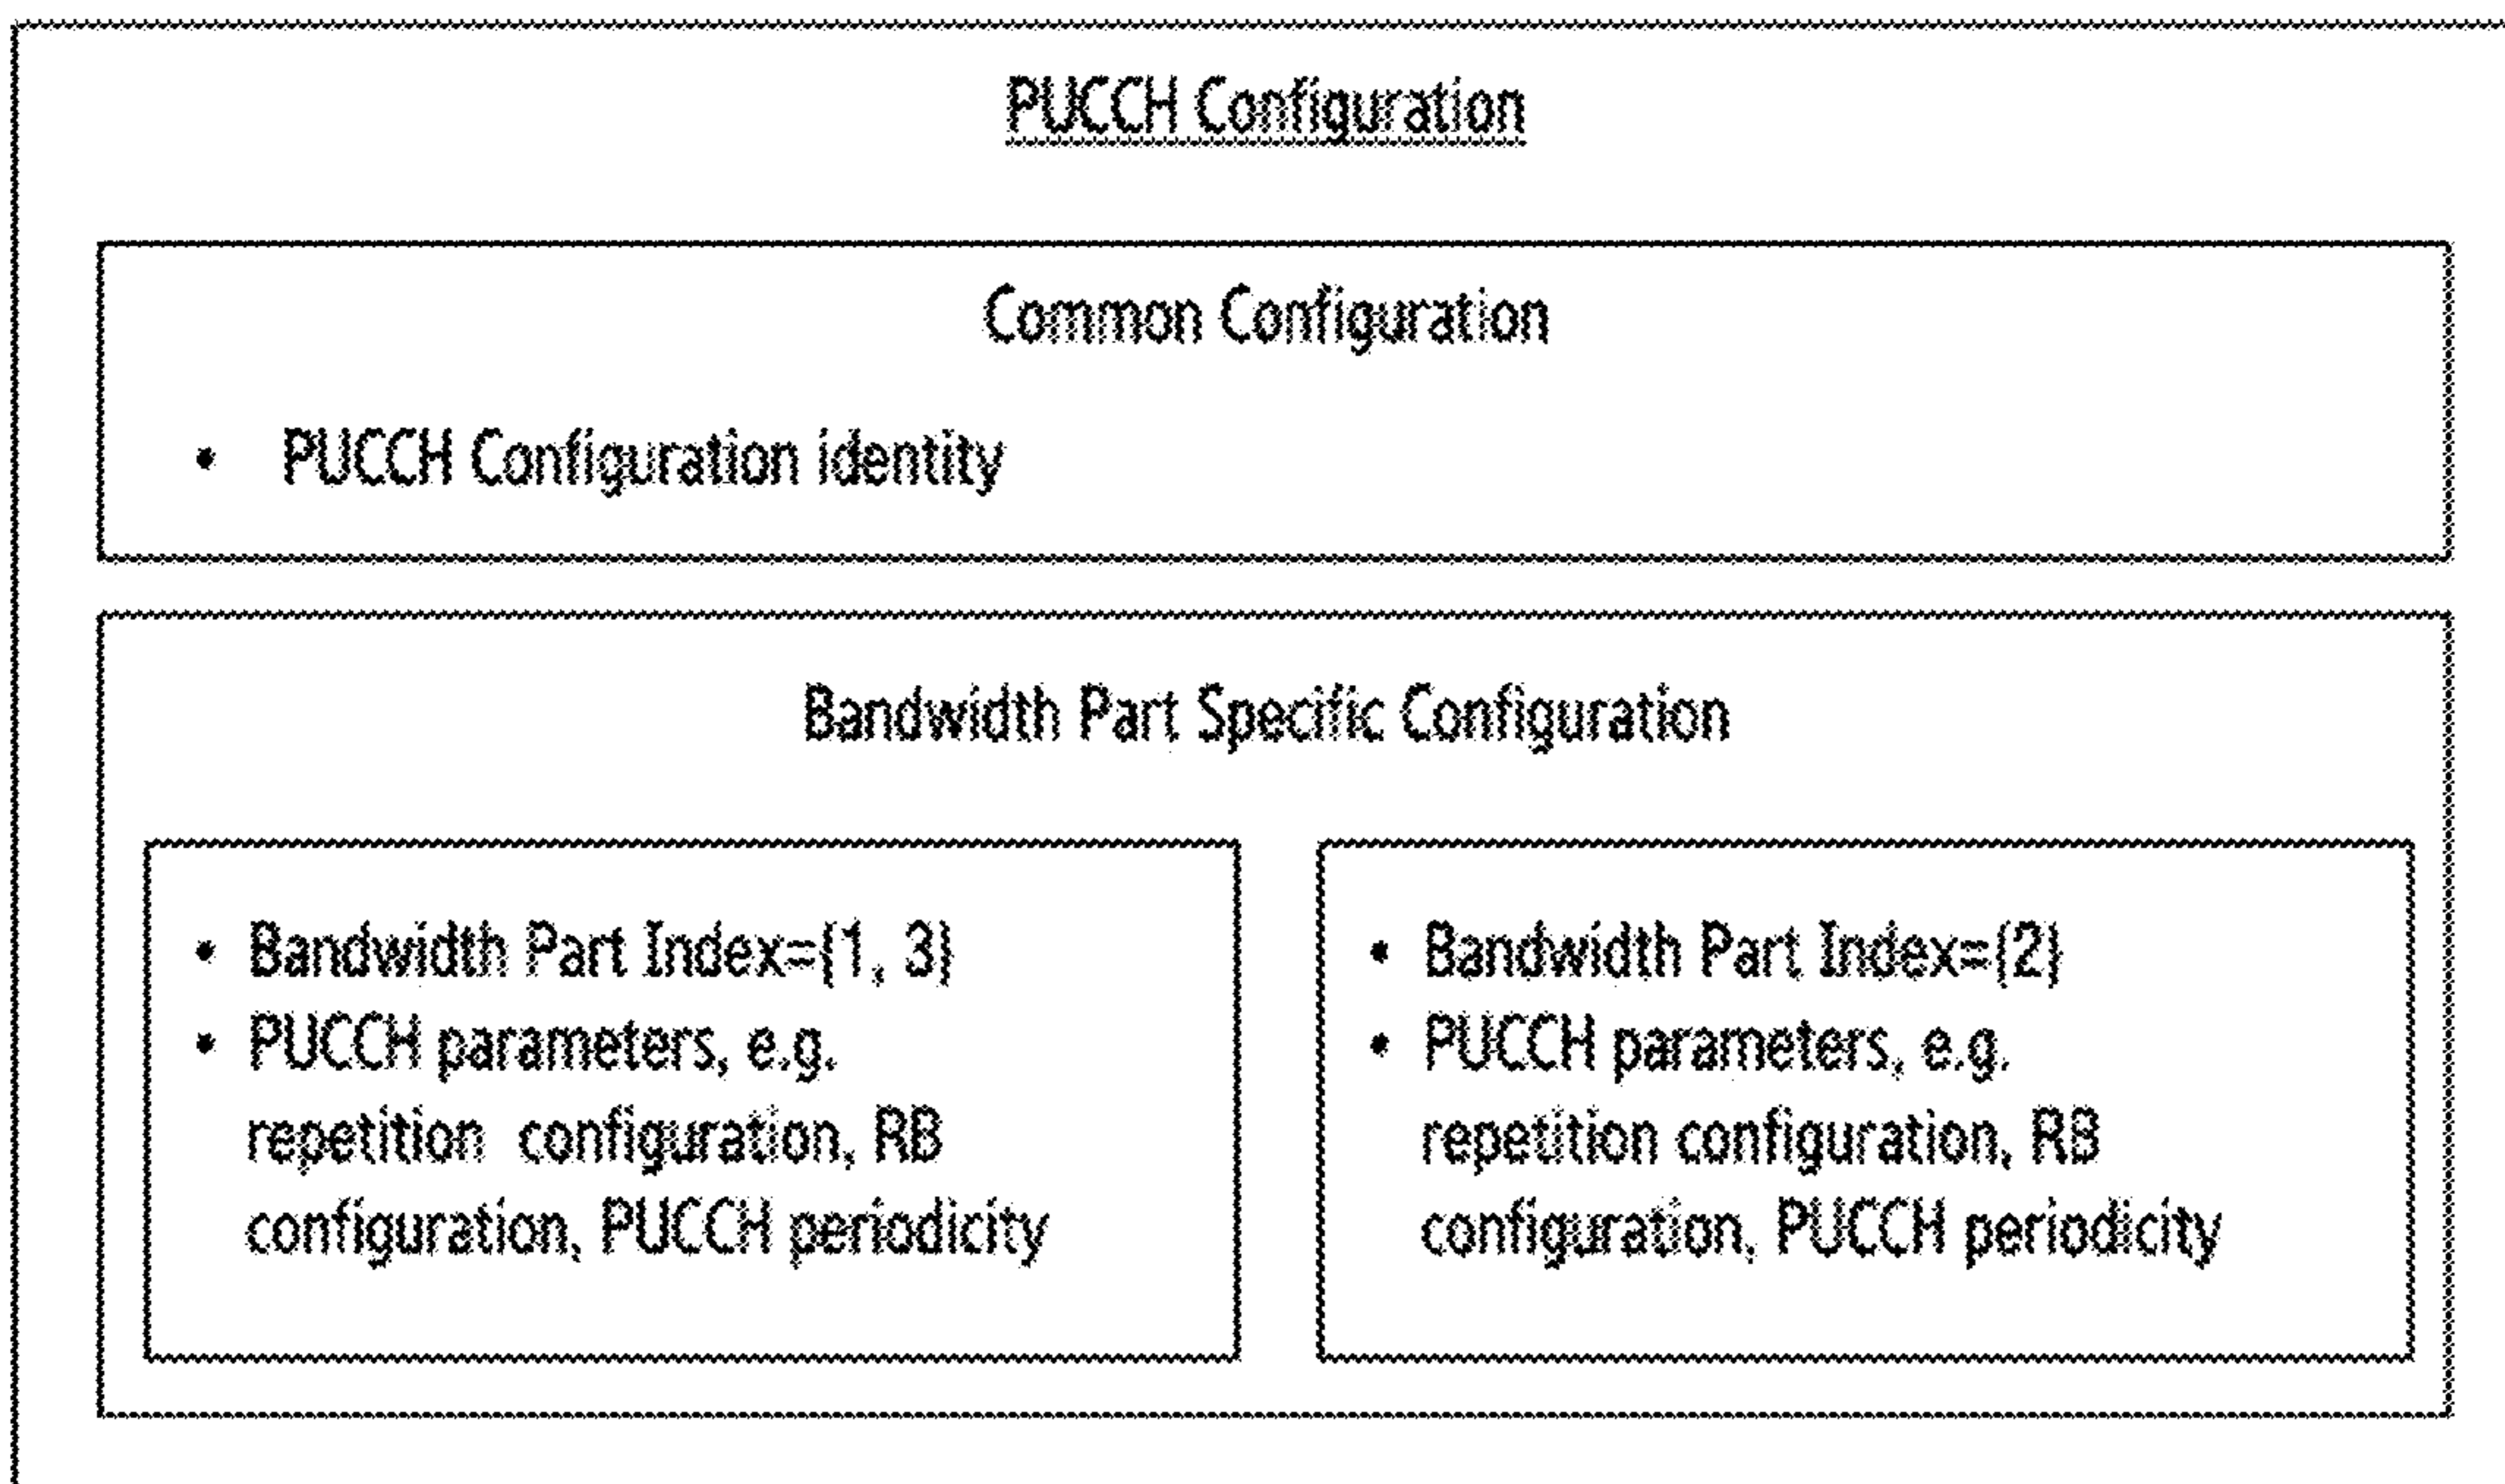 PUCCH Configuration
Common Configuration
• PUCCH Configuration identity
Bandwidth Part Specific Configuration
• Bandwidth Part Index={1, 3}
• PUCCH parameters, e.g.
repetition configuration, RB
configuration, PUCCH periodicity
• Bandwidth Part Index={2}
• PUCCH parameters, e.g.
repetition configuration, RB
configuration, PUCCH periodicity